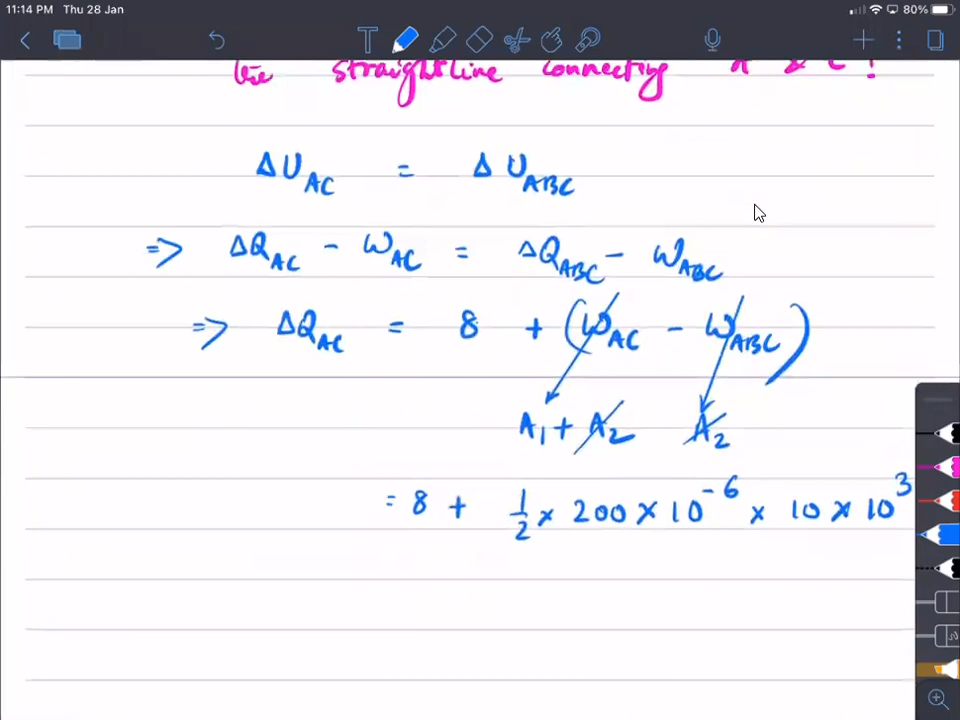 11:14 PM Thu 28 Jan 80%
the straightline connecting A & C !
ΔU_AC = ΔU_ABC
=> ΔQ_AC - W_AC = ΔQ_ABC - W_ABC
=> ΔQ_AC = 8 + (W_AC - W_ABC)
A_1 + A_2 A_2
= 8 + 1/2 × 200 × 10^-6 × 10 × 10^3